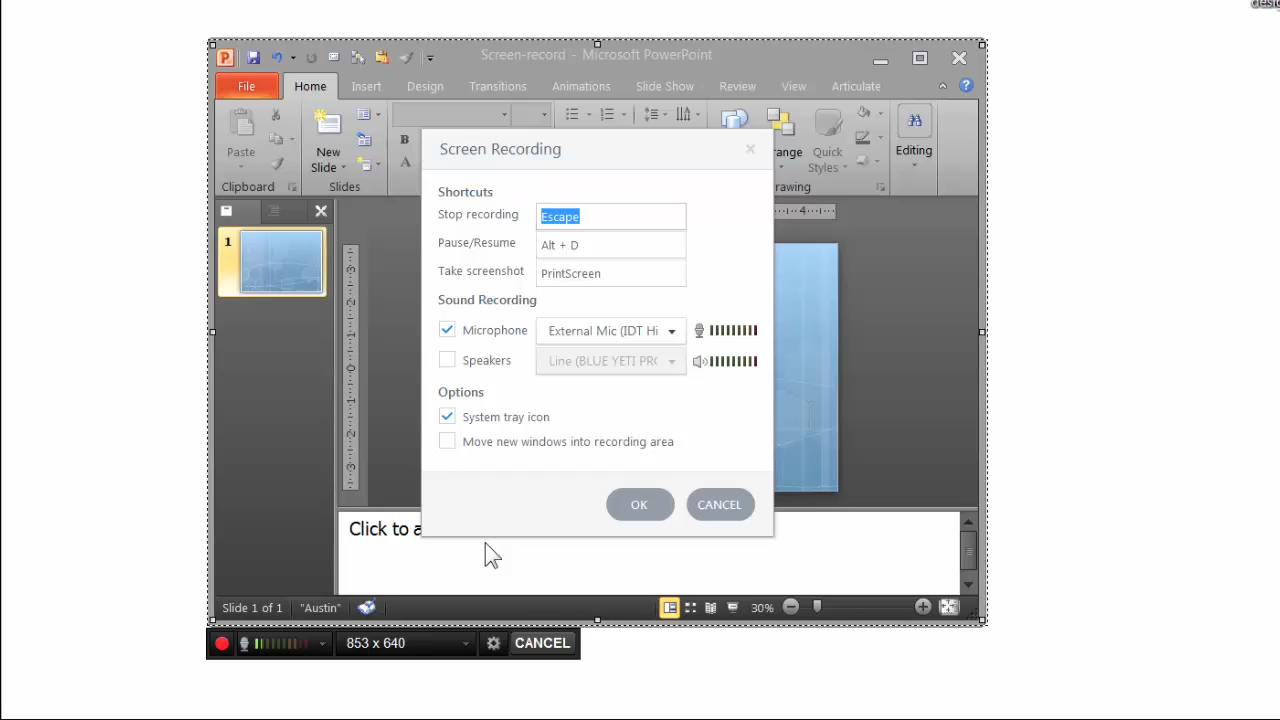 Screen-record - Microsoft PowerPoint
File Home Insert Design Transitions Animations Slide Show Review View Articulate
Paste
New
Slide
B
A
Quick
Styles
Editing
Clipboard
Slides
Screen Recording
Shortcuts
Stop recording Escape
Pause/Resume Alt + D
Take screenshot PrintScreen
Sound Recording
Microphone External Mic (IDT Hi
Speakers Line (BLUE YETI PRO
Options
System tray icon
Move new windows into recording area
OK CANCEL
1
Click to a
Slide 1 of 1 "Austin" 30%
853 x 640 CANCEL